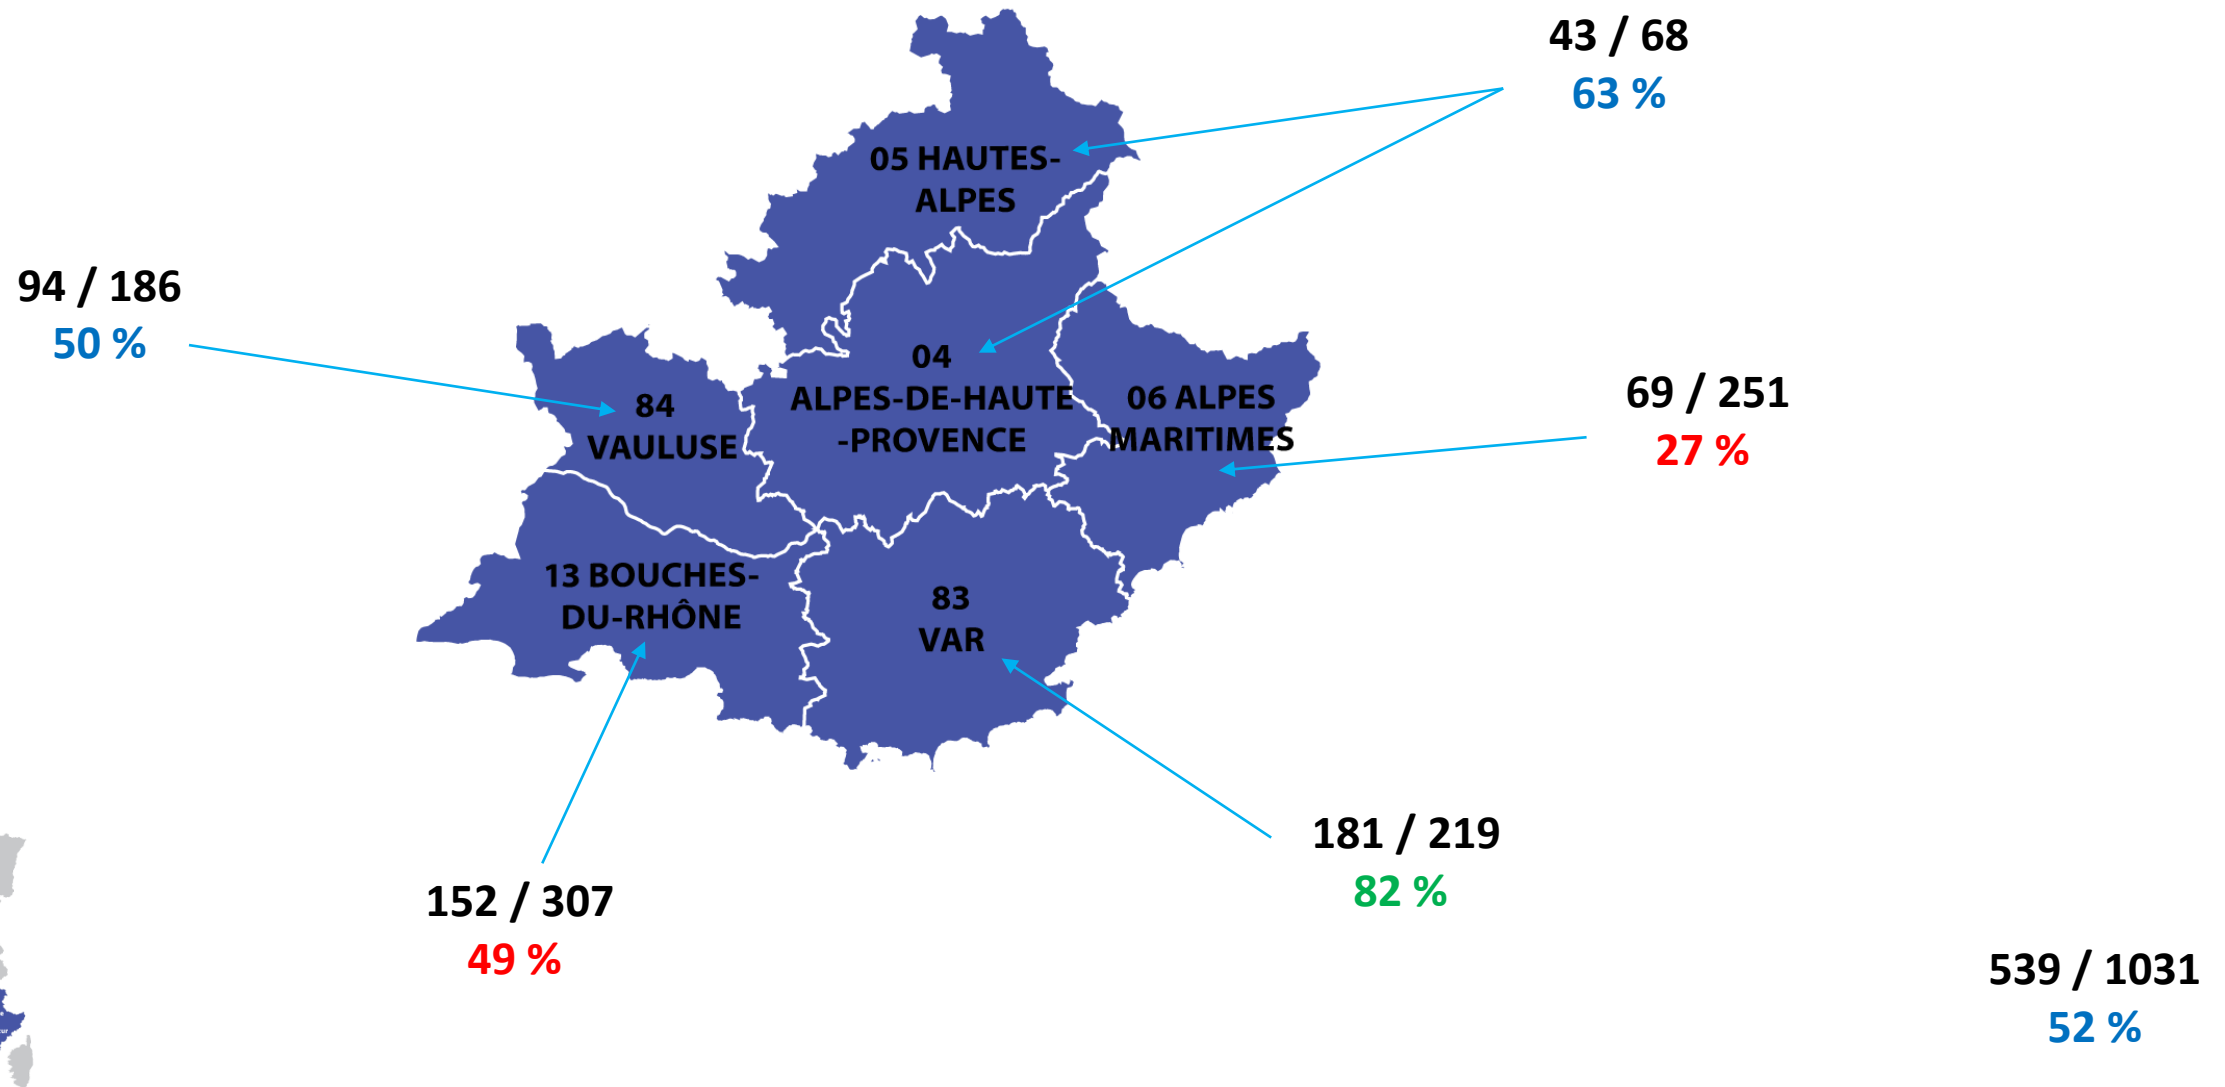 43 / 68
63 %
05 HAUTES-
ALPES
94 / 186
50 %
04
ALPES-DE-HAUTE
-PROVENCE
84
VAULUSE
06 ALPES
MARITIMES
69 / 251
27 %
13 BOUCHES-
DU-RHÔNE
83
VAR
181 / 219
82 %
152 / 307
49 %
539 / 1031
52 %